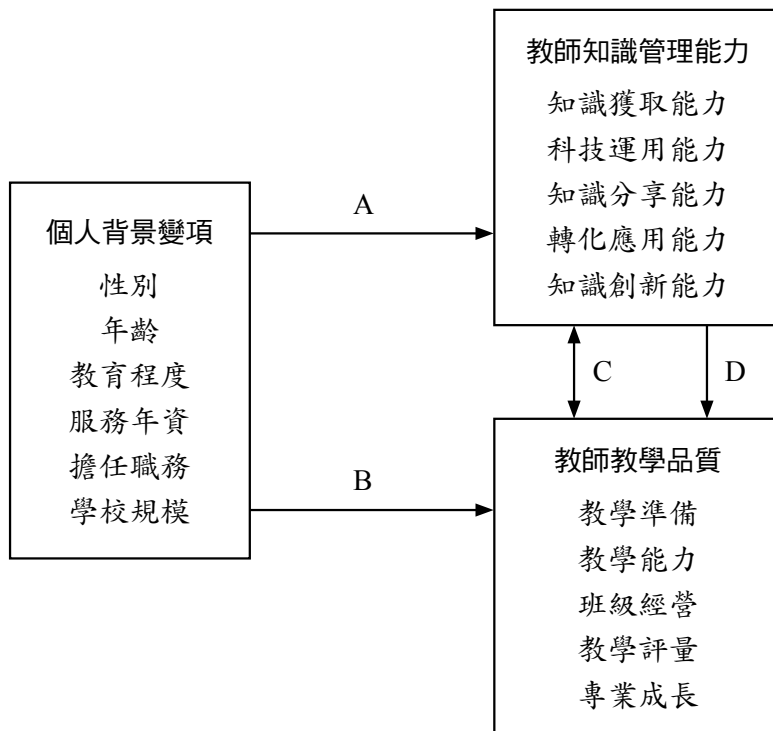 個人背景變項
性別
年齡
教育程度
服務年資
擔任職務
學校規模
A
B
教師知識管理能力
知識獲取能力
科技運用能力
知識分享能力
轉化應用能力
知識創新能力
C
D
教師教學品質
教學準備
教學能力
班級經營
教學評量
專業成長